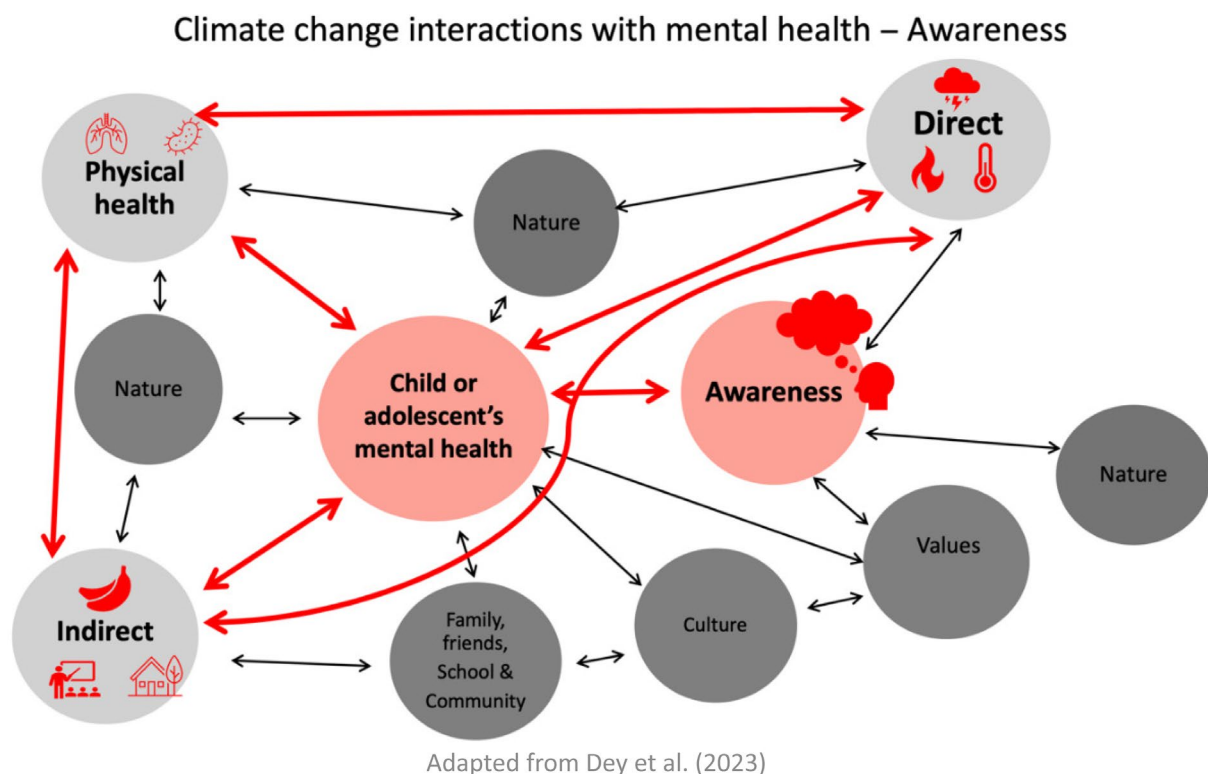 Climate change interactions with mental health – Awareness
Direct
Physical
health
Nature
Nature
Child or
adolescent's
mental health
Awareness
Nature
Values
Indirect
Family,
friends,
School &
Community
Culture
Adapted from Dey et al. (2023)